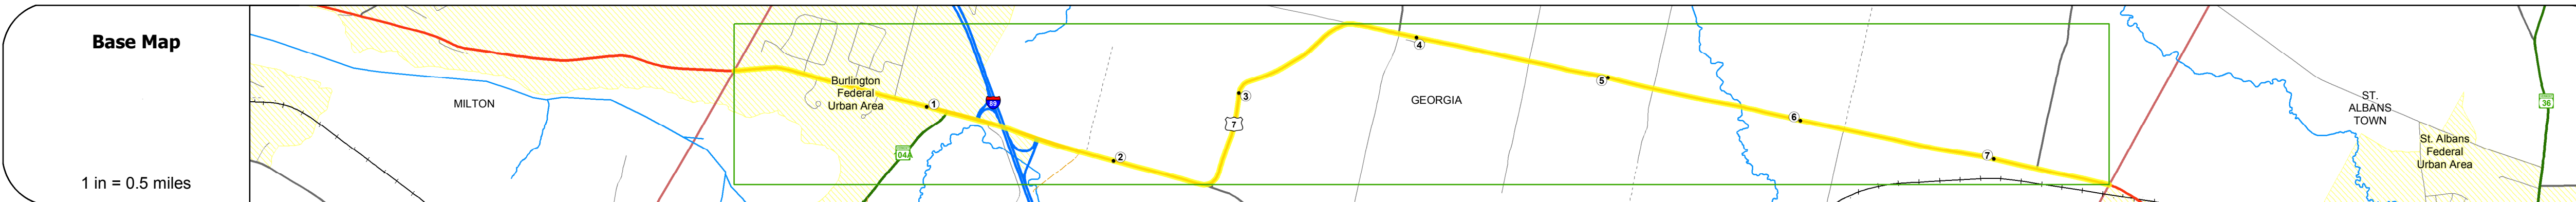 Base Map
1 in = 0.5 miles
MILTON
Burlington
Federal
Urban Area
1
89
04A
2
7
3
4
GEORGIA
5
6
7
ST.
ALBANS
TOWN
St. Albans
Federal
Urban Area
36